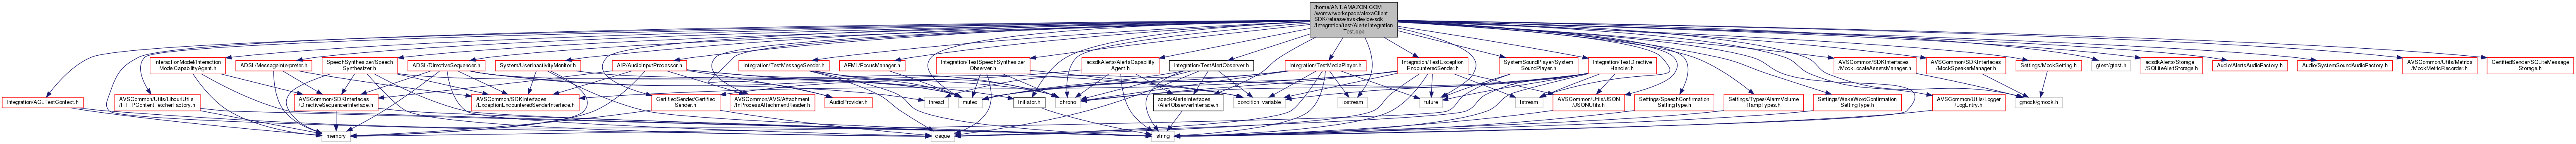 /home/ANT.AMAZON.COM
/womw/workspace/alexaClient
SDK/release/avs-device-sdk
/Integration/test/AlertsIntegration
Test.cpp
InteractionModel/Interaction
ModelCapabilityAgent.h
ADSL/MessageInterpreter.h
SpeechSynthesizer/Speech
Synthesizer.h
ADSL/DirectiveSequencer.h
System/UserInactivityMonitor.h
AIP/AudioInputProcessor.h
Integration/TestMessageSender.h
AFML/FocusManager.h
Integration/TestSpeechSynthesizer
Observer.h
acsdkAlerts/AlertsCapability
Agent.h
Integration/TestAlertObserver.h
Integration/TestMediaPlayer.h
Integration/TestException
EncounteredSender.h
SystemSoundPlayer/System
SoundPlayer.h
Integration/TestDirective
Handler.h
AVSCommon/SDKInterfaces
/MockLocaleAssetsManager.h
AVSCommon/SDKInterfaces
/MockSpeakerManager.h
Settings/MockSetting.h
gtest/gtest.h
acsdkAlerts/Storage
/SQLiteAlertStorage.h
Audio/AlertsAudioFactory.h
Audio/SystemSoundAudioFactory.h
AVSCommon/Utils/Metrics
/MockMetricRecorder.h
CertifiedSender/SQLiteMessage
Storage.h
Integration/ACLTestContext.h
AVSCommon/Utils/LibcurlUtils
/HTTPContentFetcherFactory.h
AVSCommon/SDKInterfaces
/DirectiveSequencerInterface.h
AVSCommon/SDKInterfaces
/ExceptionEncounteredSenderInterface.h
CertifiedSender/Certified
Sender.h
AVSCommon/AVS/Attachment
/InProcessAttachmentReader.h
AudioProvider.h
thread
mutex
Initiator.h
chrono
acsdkAlertsInterfaces
/AlertObserverInterface.h
condition_variable
iostream
future
fstream
AVSCommon/Utils/JSON
/JSONUtils.h
Settings/SpeechConfirmation
SettingType.h
Settings/Types/AlarmVolume
RampTypes.h
Settings/WakeWordConfirmation
SettingType.h
AVSCommon/Utils/Logger
/LogEntry.h
gmock/gmock.h
memory
deque
string